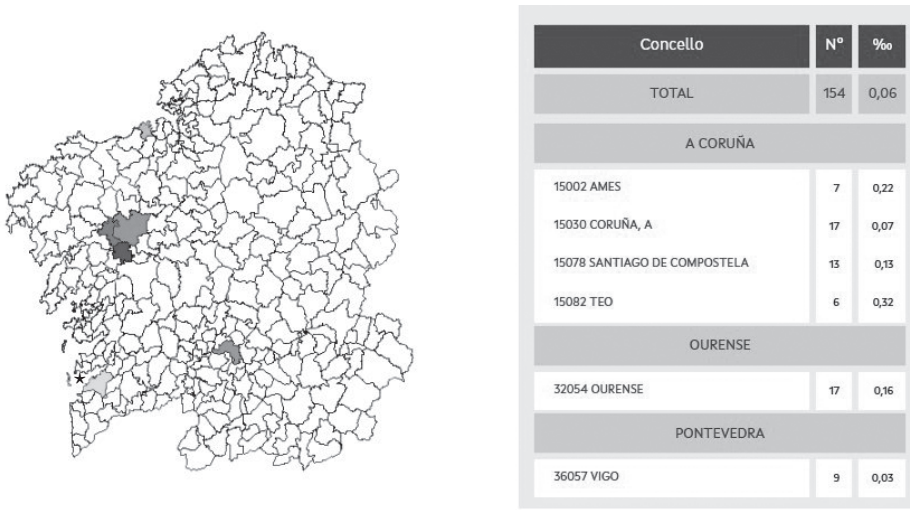 Concello Nº ‰
TOTAL 154 0,06
A CORUÑA
15002 AMES 7 0,22
15030 CORUÑA, A 17 0,07
15078 SANTIAGO DE COMPOSTELA 13 0,13
15082 TEO 6 0,32
OURENSE
32054 OURENSE 17 0,16
PONTEVEDRA
36057 VIGO 9 0,03